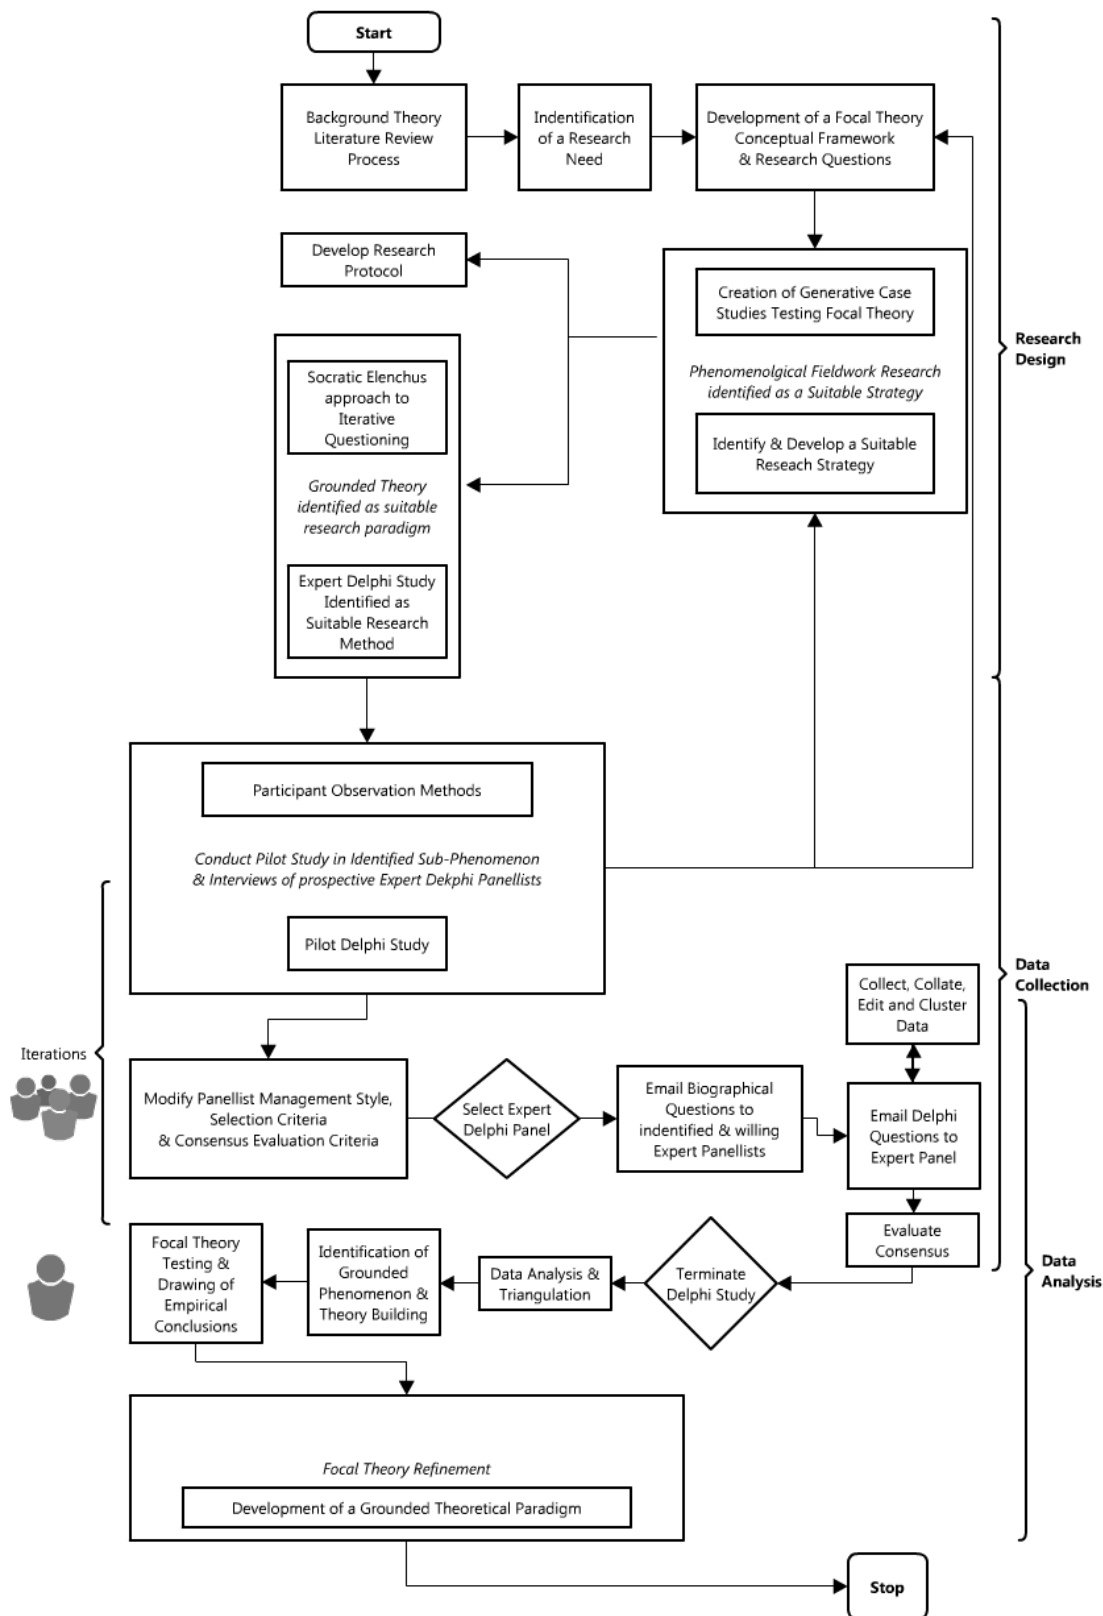 Start
Background Theory
Literature Review
Process
Indentification
of a Research
Need
Development of a Focal Theory
Conceptual Framework
& Research Questions
Develop Research
Protocol
Creation of Generative Case
Studies Testing Focal Theory
Phenomenolgical Fieldwork Research
identified as a Suitable Strategy
Identify & Develop a Suitable
Reseach Strategy
Research
Design
Socratic Elenchus
approach to
Iterative
Questioning
Grounded Theory
identified as suitable
research paradigm
Expert Delphi Study
Identified as
Suitable Research
Method
Participant Observation Methods
Conduct Pilot Study in Identified Sub-Phenomenon
& Interviews of prospective Expert Dekphi Panellists
Pilot Delphi Study
Data
Collection
Collect, Collate,
Edit and Cluster
Data
Iterations
Modify Panellist Management Style,
Selection Criteria
& Consensus Evaluation Criteria
Select Expert
Delphi Panel
Email Biographical
Questions to
indentified & willing
Expert Panellists
Email Delphi
Questions to
Expert Panel
Evaluate
Consensus
Data
Analysis
Terminate
Delphi Study
Data Analysis &
Triangulation
Identification of
Grounded
Phenomenon &
Theory Building
Focal Theory
Testing &
Drawing of
Empirical
Conclusions
Focal Theory Refinement
Development of a Grounded Theoretical Paradigm
Stop